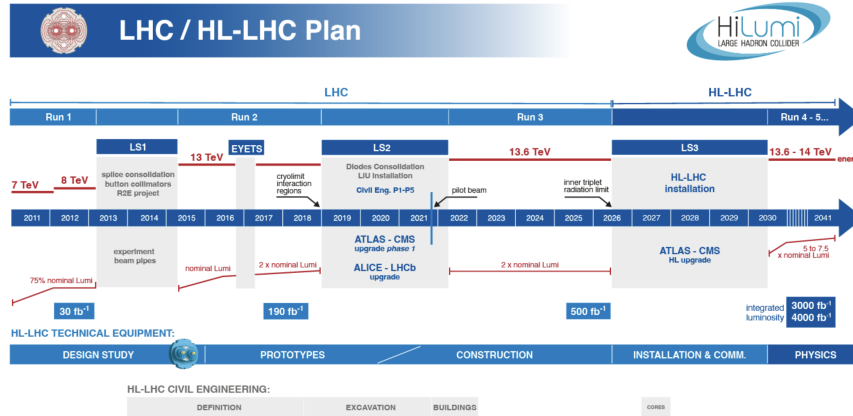 LHC / HL-LHC Plan
HiLumi
LARGE HADRON COLLIDER
LHC
HL-LHC
Run 1
Run 2
Run 3
Run 4 - 5...
LS1
EYETS
LS2
LS3
13 TeV
13.6 TeV
13.6 - 14 TeV
energy
7 TeV
8 TeV
splice consolidation
button collimators
R2E project
cryolimit
interaction
regions
Diodes Consolidation
LIU Installation
Civil Eng. P1-P5
pilot beam
inner triplet
radiation limit
HL-LHC
installation
2011 2012 2013 2014 2015 2016 2017 2018 2019 2020 2021 2022 2023 2024 2025 2026 2027 2028 2029 2030 2041
experiment
beam pipes
ATLAS - CMS
upgrade phase 1
ALICE - LHCb
upgrade
ATLAS - CMS
HL upgrade
75% nominal Lumi
nominal Lumi
2 x nominal Lumi
2 x nominal Lumi
5 to 7.5
x nominal Lumi
30 fb⁻¹
190 fb⁻¹
500 fb⁻¹
integrated
luminosity
3000 fb⁻¹
4000 fb⁻¹
HL-LHC TECHNICAL EQUIPMENT:
DESIGN STUDY
PROTOTYPES
CONSTRUCTION
INSTALLATION & COMM.
PHYSICS
HL-LHC CIVIL ENGINEERING:
DEFINITION
EXCAVATION
BUILDINGS
CORES